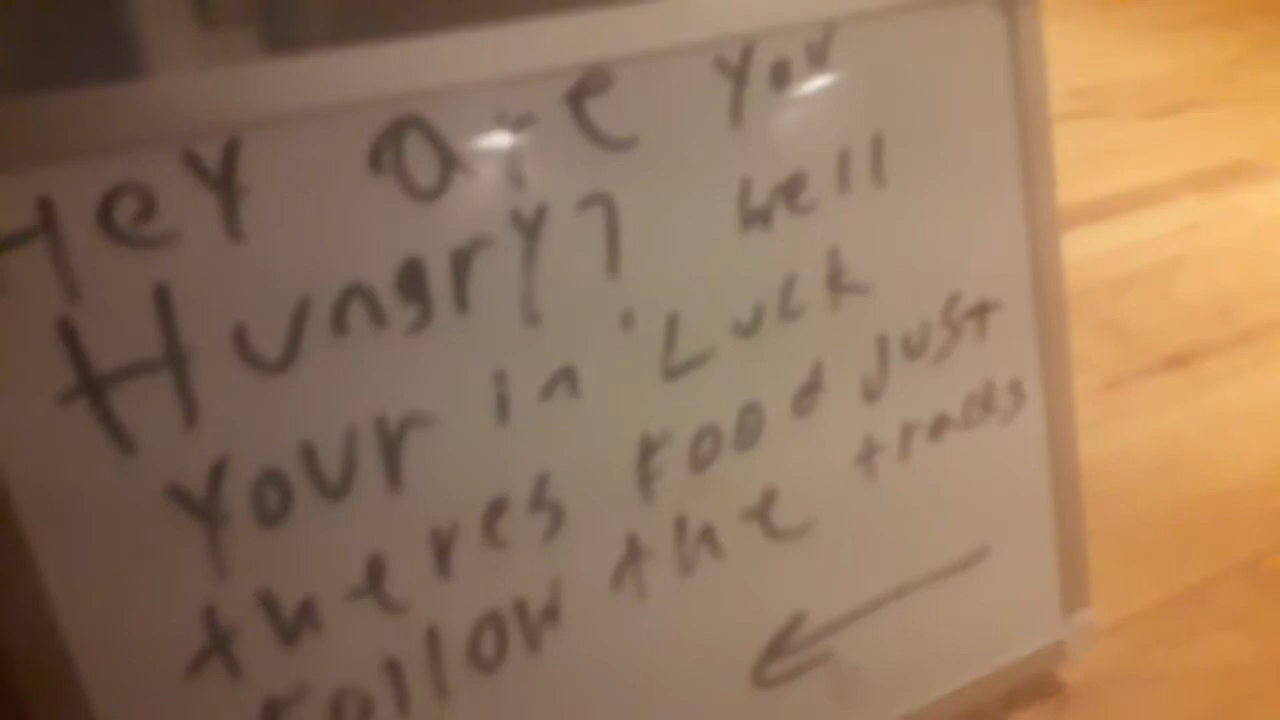 Hey are you
Hungry? well
your in Luck
theres Food Just
Follow the tracks